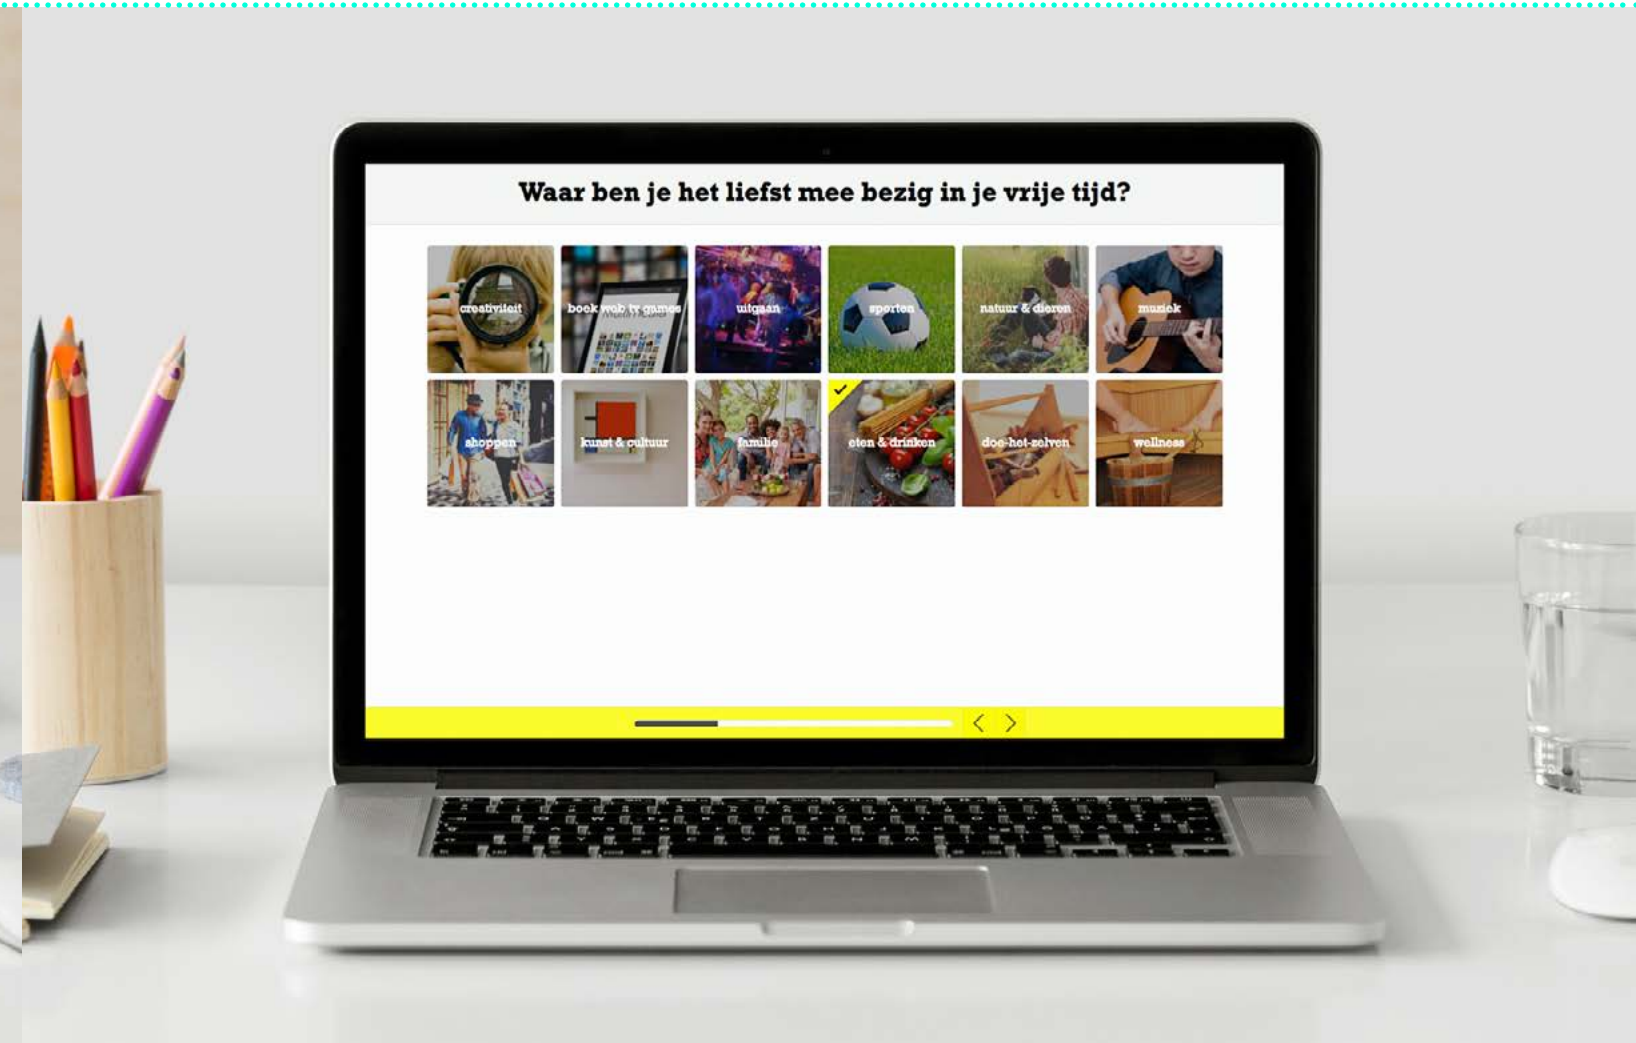 Waar ben je het liefst mee bezig in je vrije tijd?
creativiteit
boek web tv games
uitgaan
sporten
natuur & dieren
muziek
shoppen
kunst & cultuur
familie
eten & drinken
doe-het-zelven
wellness